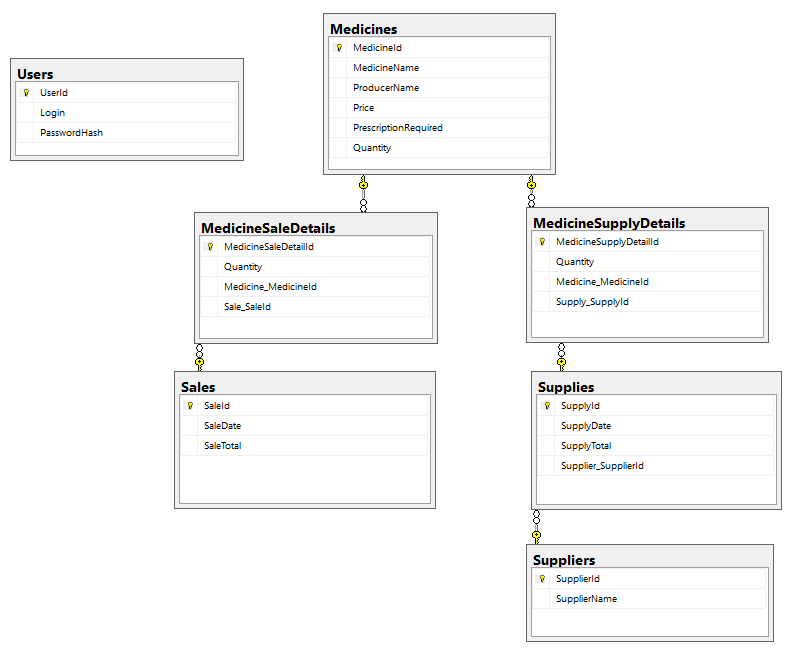 Medicines
MedicineId
MedicineName
ProducerName
Price
PrescriptionRequired
Quantity
Users
UserId
Login
PasswordHash
MedicineSaleDetails
MedicineSaleDetailId
Quantity
Medicine_MedicineId
Sale_SaleId
MedicineSupplyDetails
MedicineSupplyDetailId
Quantity
Medicine_MedicineId
Supply_SupplyId
Sales
SaleId
SaleDate
SaleTotal
Supplies
SupplyId
SupplyDate
SupplyTotal
Supplier_SupplierId
Suppliers
SupplierId
SupplierName